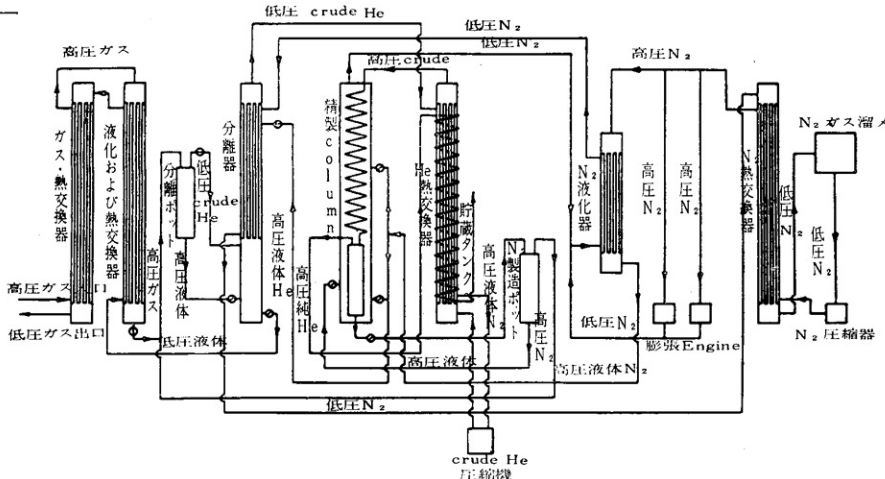 低圧 crude He
低圧N₂
低圧N₂
高圧ガス
高圧crude
高圧N₂
N₂ガス溜メ
ガス・熱交換器
液化および熱交換器
分離ポット
低圧crude He
分離器
精製column
He熱交換器
N₂液化器
高圧N₂
高圧N₂
N₂熱交換器
低圧N₂
低圧N₂
高圧ガス
高圧液体
高圧液体He
高圧純He
貯蔵タンク
高圧液体N₂
N₂製造ポット
高圧N₂
高圧ガス入口
低圧ガス出口
低圧液体
高圧液体
高圧液体N₂
低圧N₂
膨張Engine
N₂圧縮器
低圧N₂
crude He
圧縮機